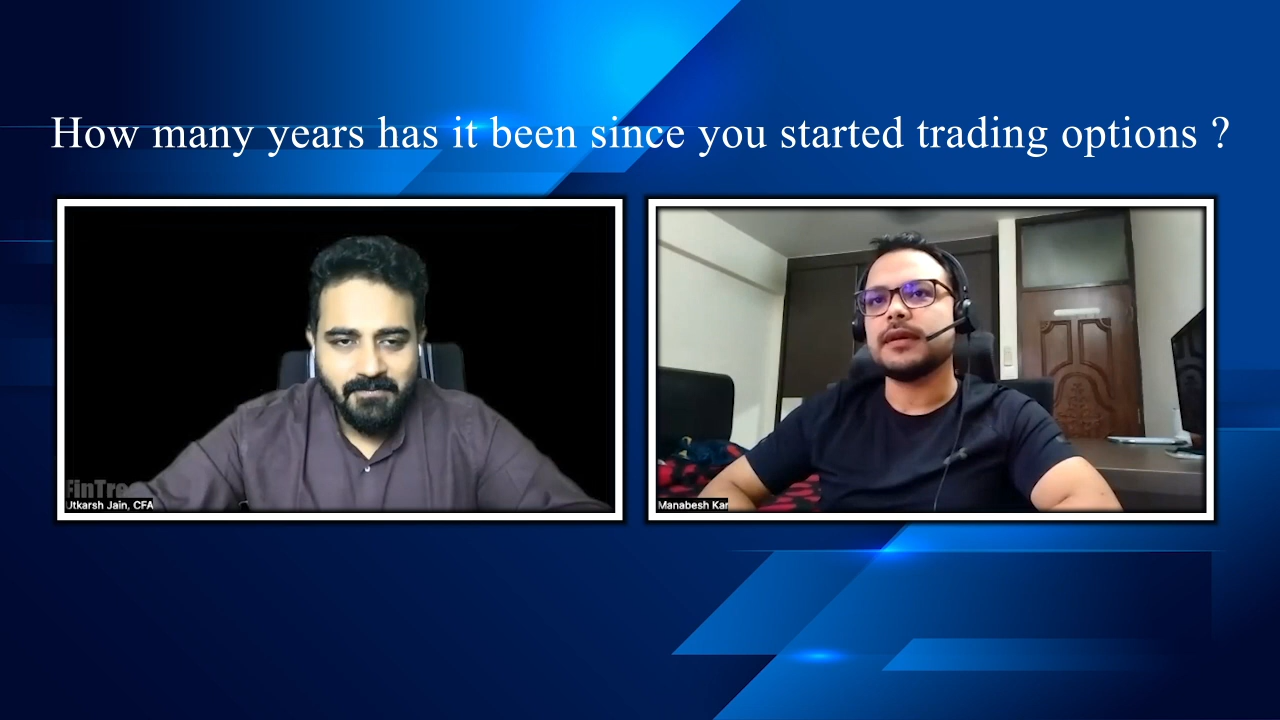 How many years has it been since you started trading options ?
FinTre
Utkarsh Jain, CFA
Manabesh Kar